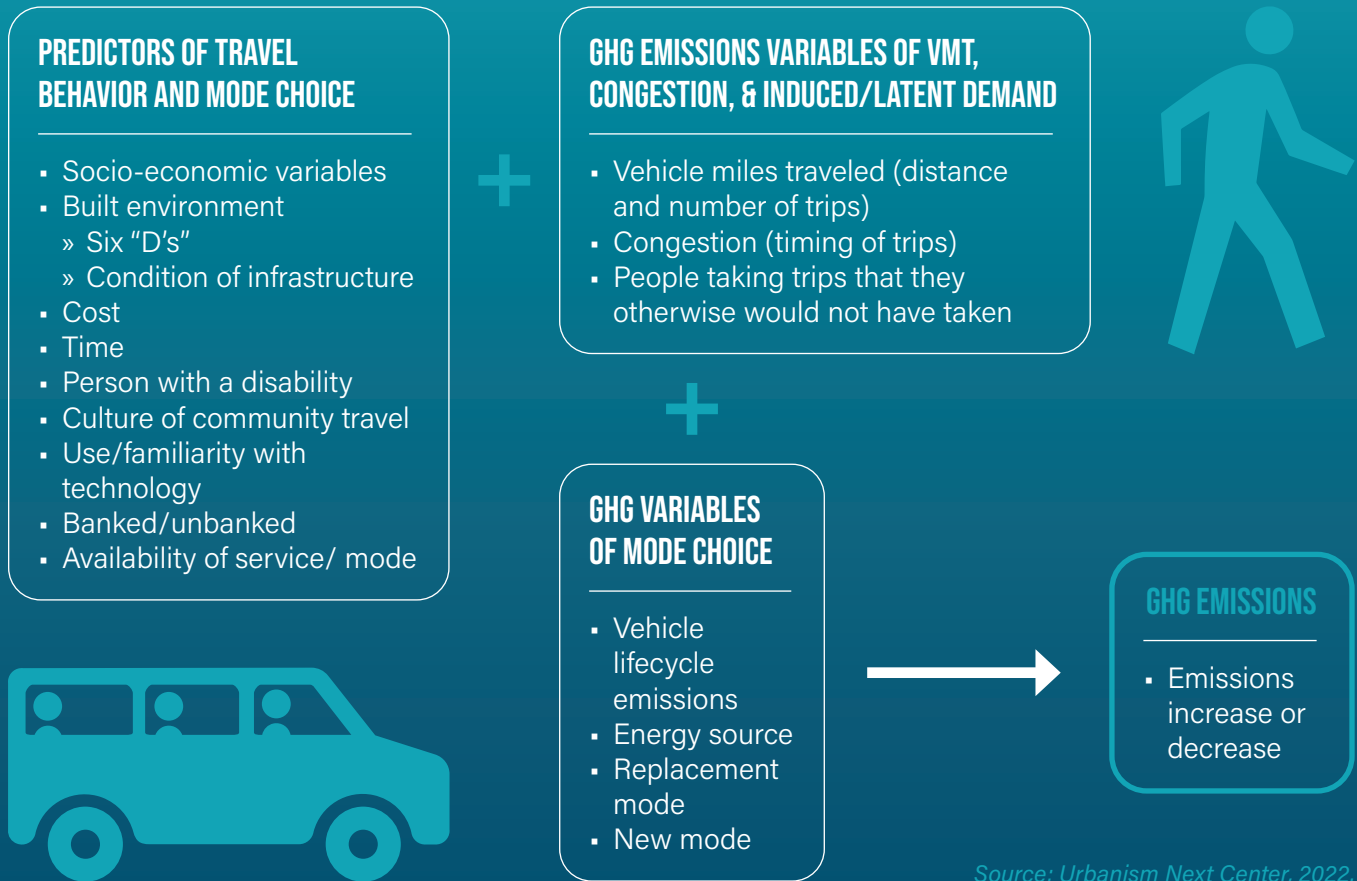 PREDICTORS OF TRAVEL
BEHAVIOR AND MODE CHOICE
▪ Socio-economic variables
▪ Built environment
» Six “D’s”
» Condition of infrastructure
▪ Cost
▪ Time
▪ Person with a disability
▪ Culture of community travel
▪ Use/familiarity with
technology
▪ Banked/unbanked
▪ Availability of service/ mode
+
GHG EMISSIONS VARIABLES OF VMT,
CONGESTION, & INDUCED/LATENT DEMAND
▪ Vehicle miles traveled (distance
and number of trips)
▪ Congestion (timing of trips)
▪ People taking trips that they
otherwise would not have taken
+
GHG VARIABLES
OF MODE CHOICE
▪ Vehicle
lifecycle
emissions
▪ Energy source
▪ Replacement
mode
▪ New mode
GHG EMISSIONS
▪ Emissions
increase or
decrease
Source: Urbanism Next Center, 2022.